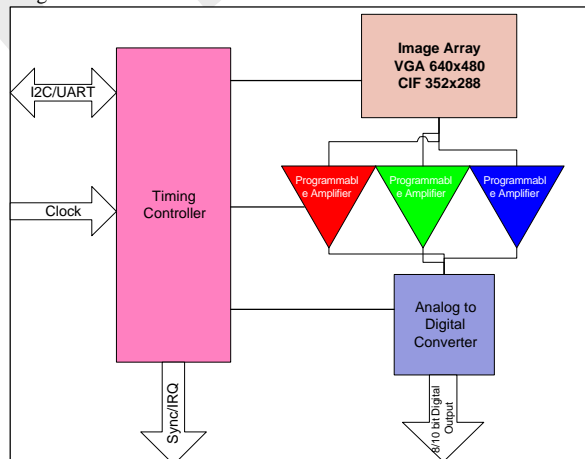 Image Array
VGA 640x480
CIF 352x288
I2C/UART
Programmabl
e Amplifier
Programmabl
e Amplifier
Programmabl
e Amplifier
Timing
Controller
Clock
Analog to
Digital
Converter
Sync/IRQ
8/10 bit Digital
Output